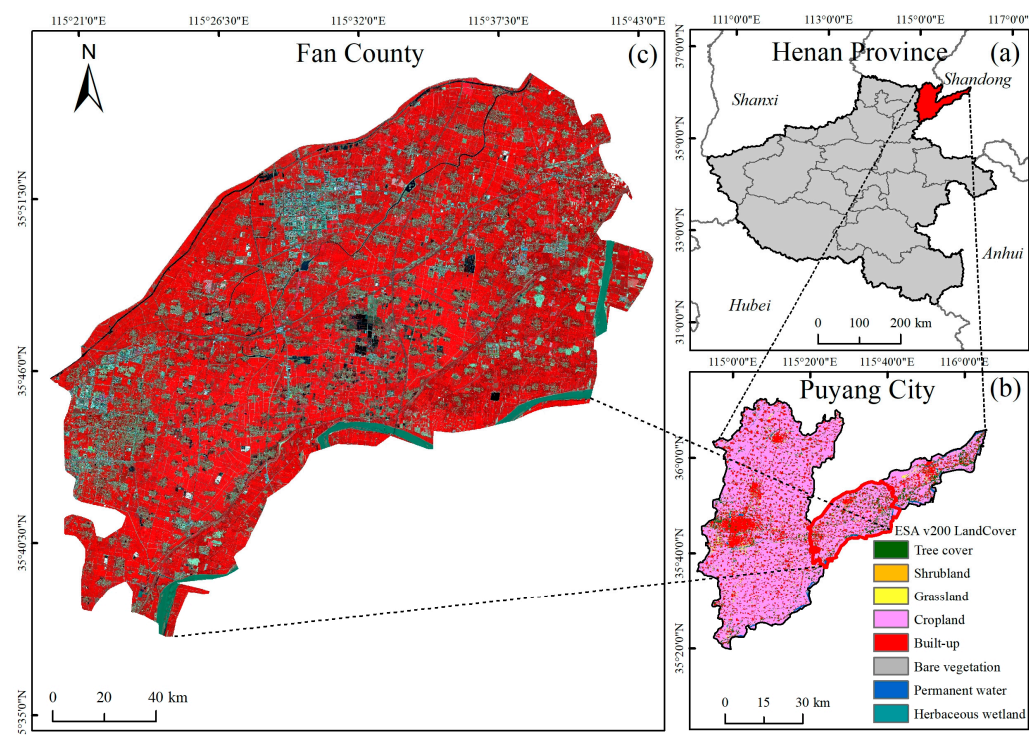 115°21'0"E 115°26'30"E 115°32'0"E 115°37'30"E 115°43'0"E
Fan County
(c)
N
35°51'30"N
35°46'0"N
35°40'30"N
5°35'0"N
0 20 40 km
111°0'0"E 113°0'0"E 115°0'0"E 117°0'0"E
Henan Province
(a)
37°0'0"N
35°0'0"N
33°0'0"N
31°0'0"N
Shanxi
Shandong
Anhui
Hubei
0 100 200 km
115°0'0"E 115°20'0"E 115°40'0"E 116°0'0"E
Puyang City
(b)
36°0'0"N
35°40'0"N
35°20'0"N
ESA v200 LandCover
Tree cover
Shrubland
Grassland
Cropland
Built-up
Bare vegetation
Permanent water
Herbaceous wetland
0 15 30 km